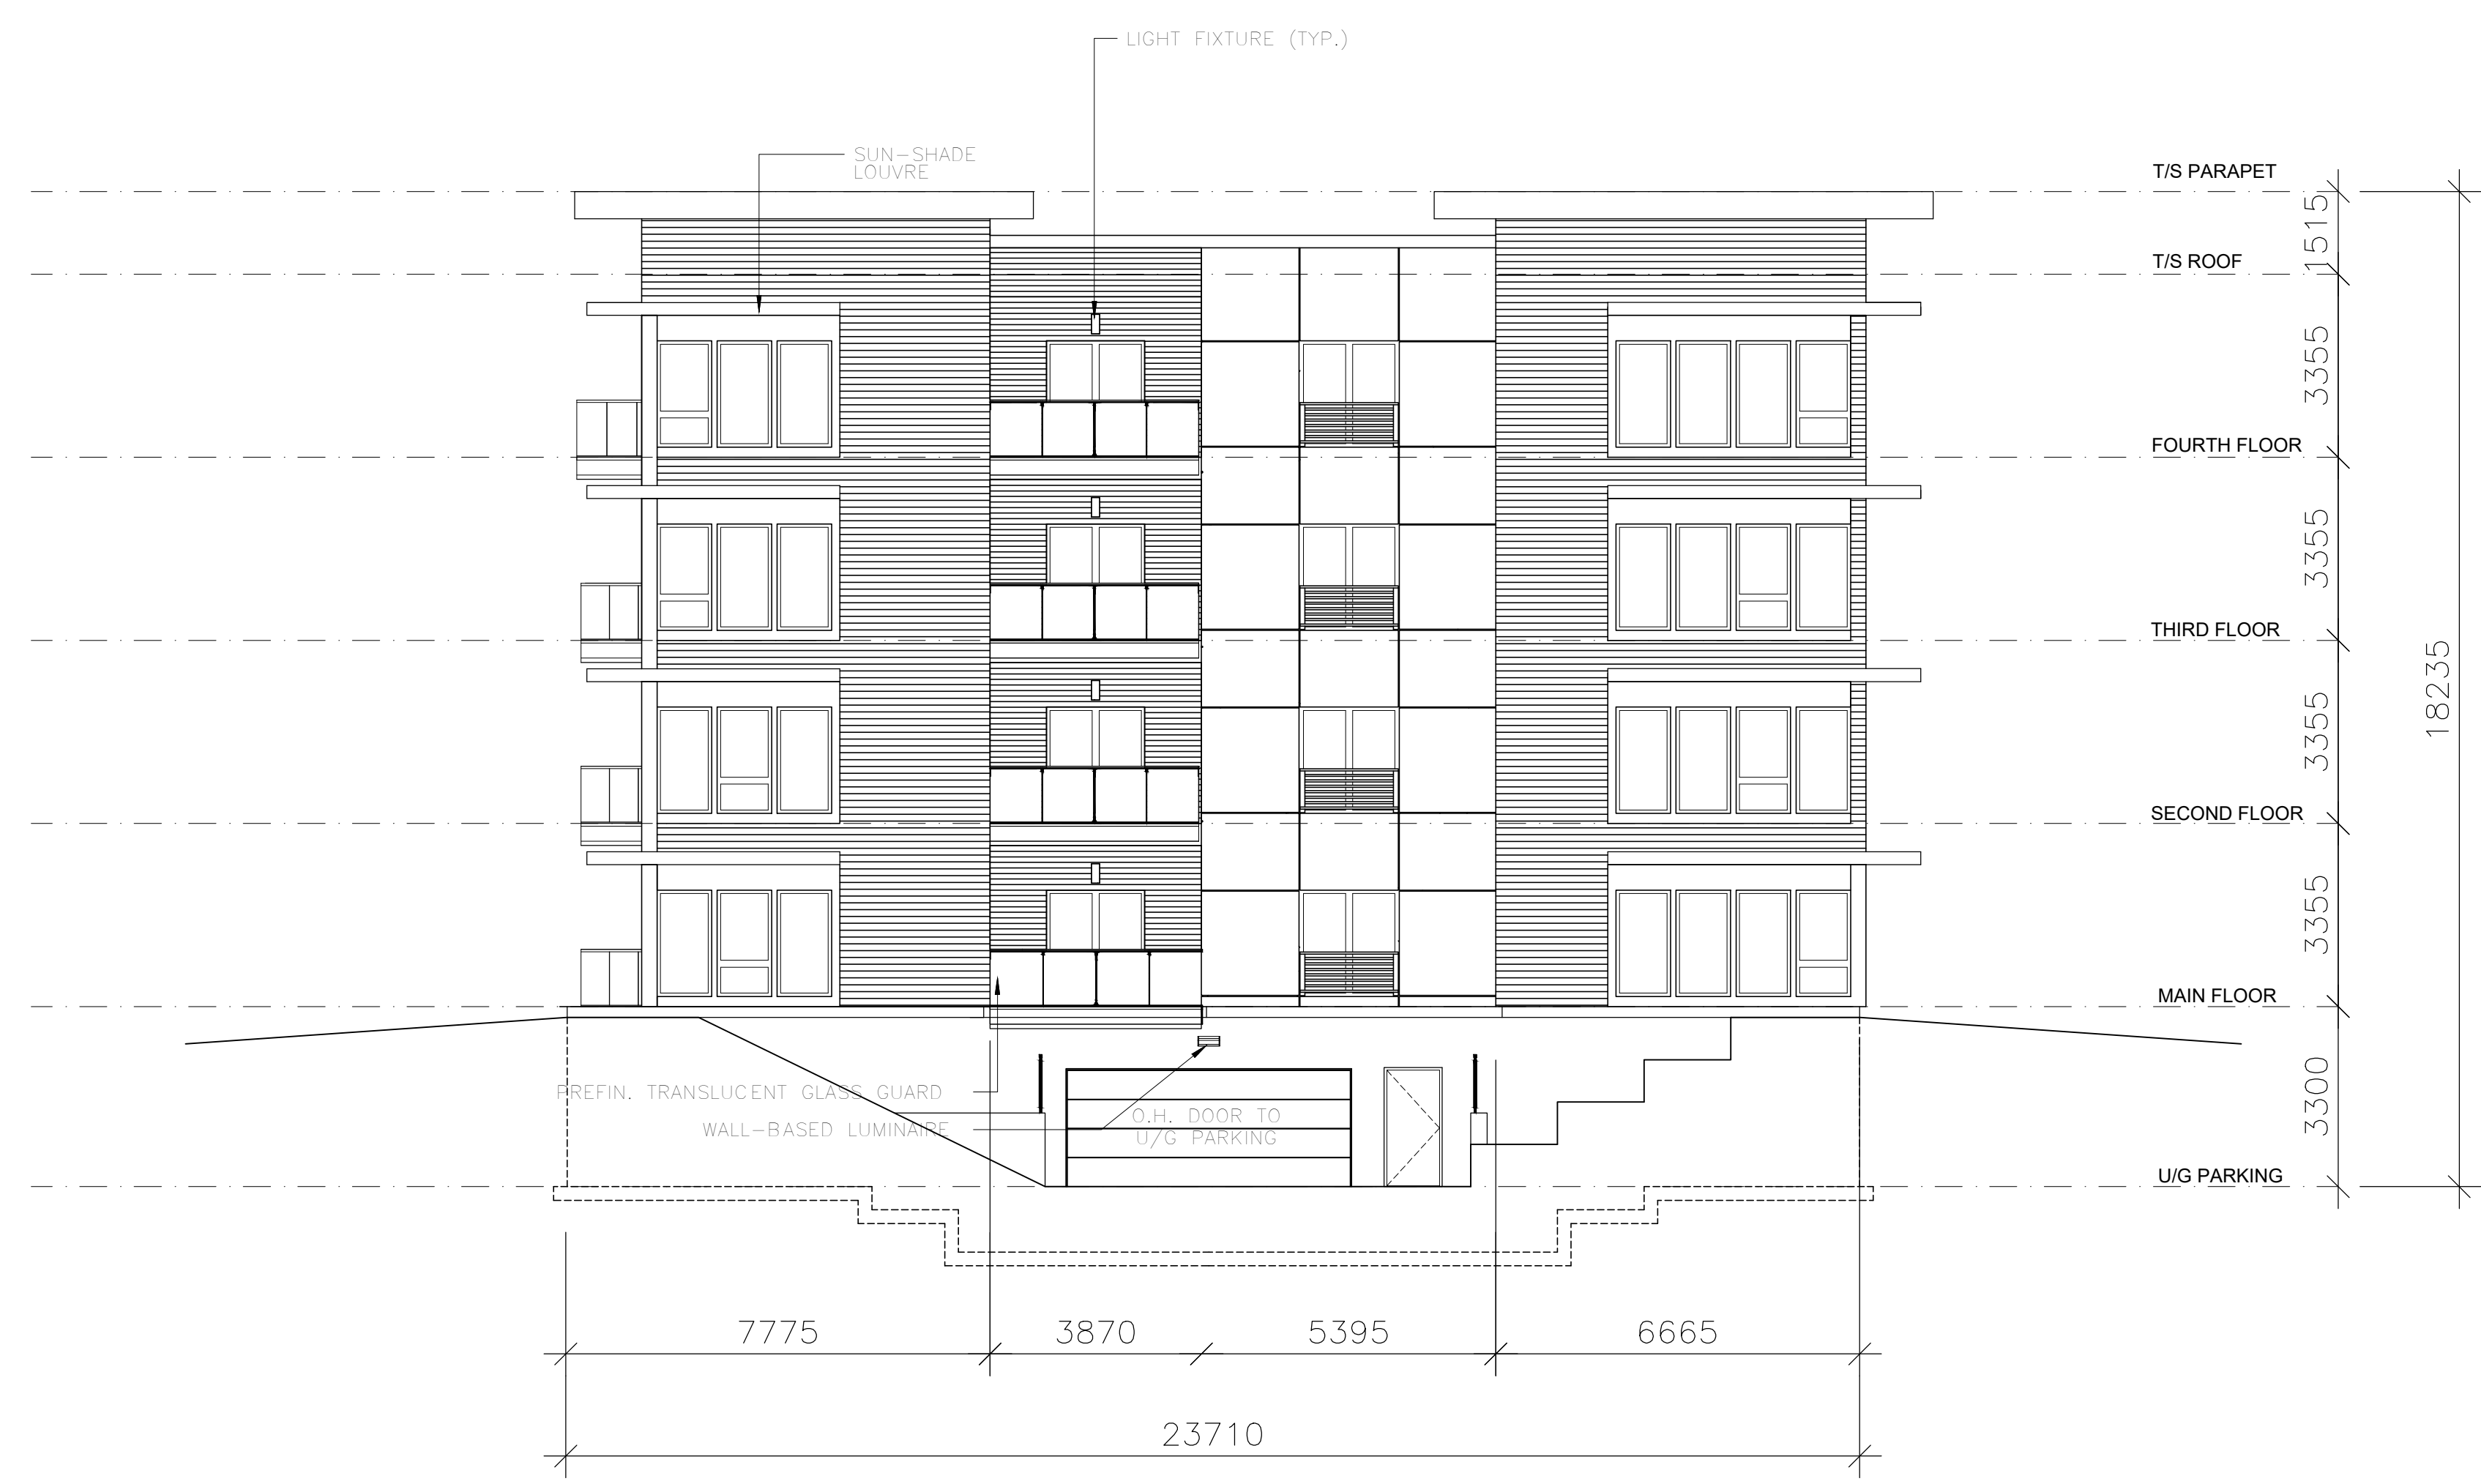 LIGHT FIXTURE (TYP.)
SUN-SHADE
LOUVRE
T/S PARAPET
1515
T/S ROOF
3355
FOURTH FLOOR
3355
THIRD FLOOR
18235
3355
SECOND FLOOR
3355
MAIN FLOOR
3300
PREFIN. TRANSLUCENT GLASS GUARD
WALL-BASED LUMINAIRE
O.H. DOOR TO
U/G PARKING
U/G PARKING
7775
3870
5395
6665
23710